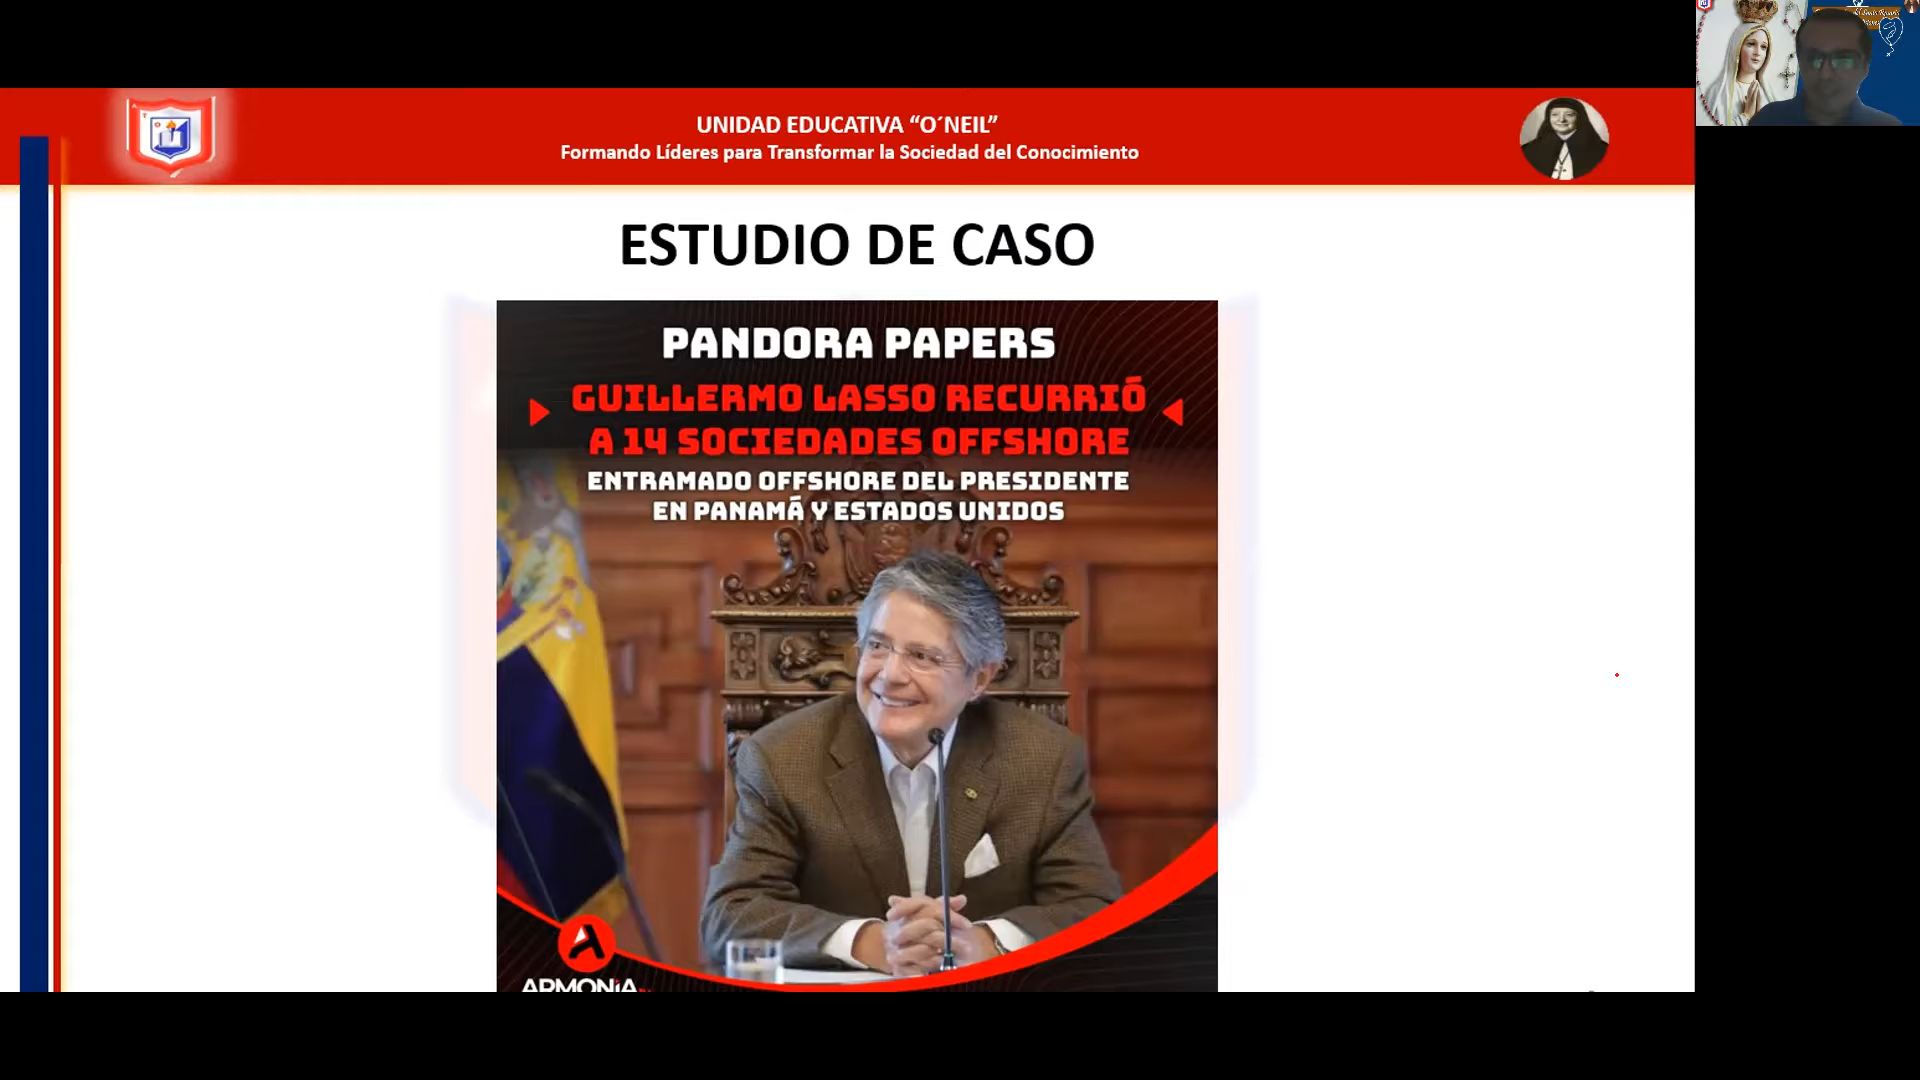 UNIDAD EDUCATIVA “O´NEIL”
Formando Líderes para Transformar la Sociedad del Conocimiento
ESTUDIO DE CASO
PANDORA PAPERS
GUILLERMO LASSO RECURRIÓ
A 14 SOCIEDADES OFFSHORE
ENTRAMADO OFFSHORE DEL PRESIDENTE
EN PANAMÁ Y ESTADOS UNIDOS
ARMONiA